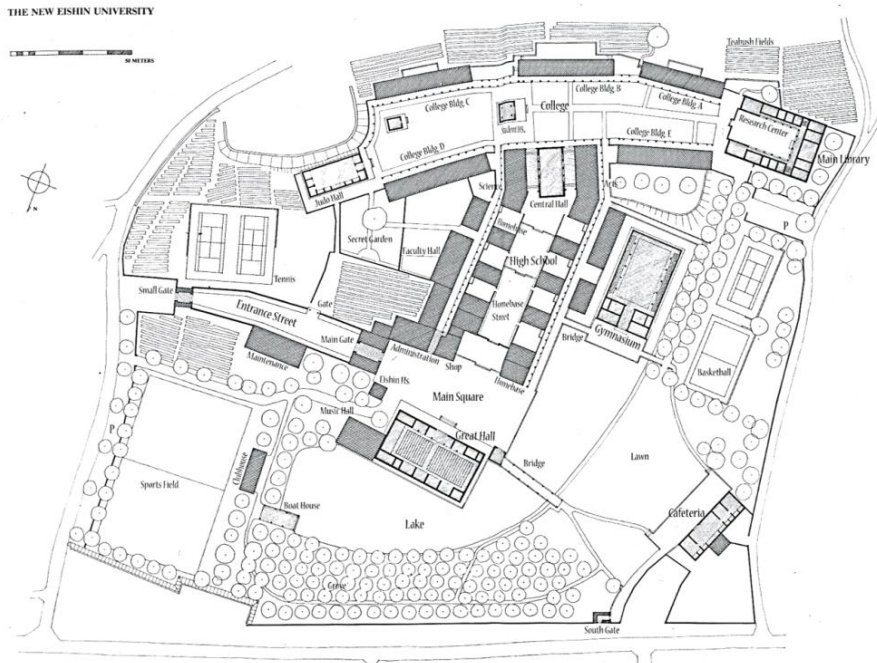 THE NEW EISHIN UNIVERSITY
50 METERS
Teabush Fields
College Bldg. B
College Bldg. C
College
College Bldg. A
Student Hs.
Research Center
College Bldg. E
College Bldg. D
Main Library
Science
Arts
Judo Hall
Central Hall
P
Homebase
Secret Garden
Faculty Hall
High School
Tennis
Small Gate
Gate
Homebase
Street
Entrance Street
Gymnasium
Main Gate
Bridge
Administration
Maintenance
Shop
Basketball
Eishin Hs.
Homebase
Main Square
Music Hall
Great Hall
P
Bridge
Lawn
Clubhouse
Sports Field
Boat House
Cafeteria
Lake
Grove
South Gate
N